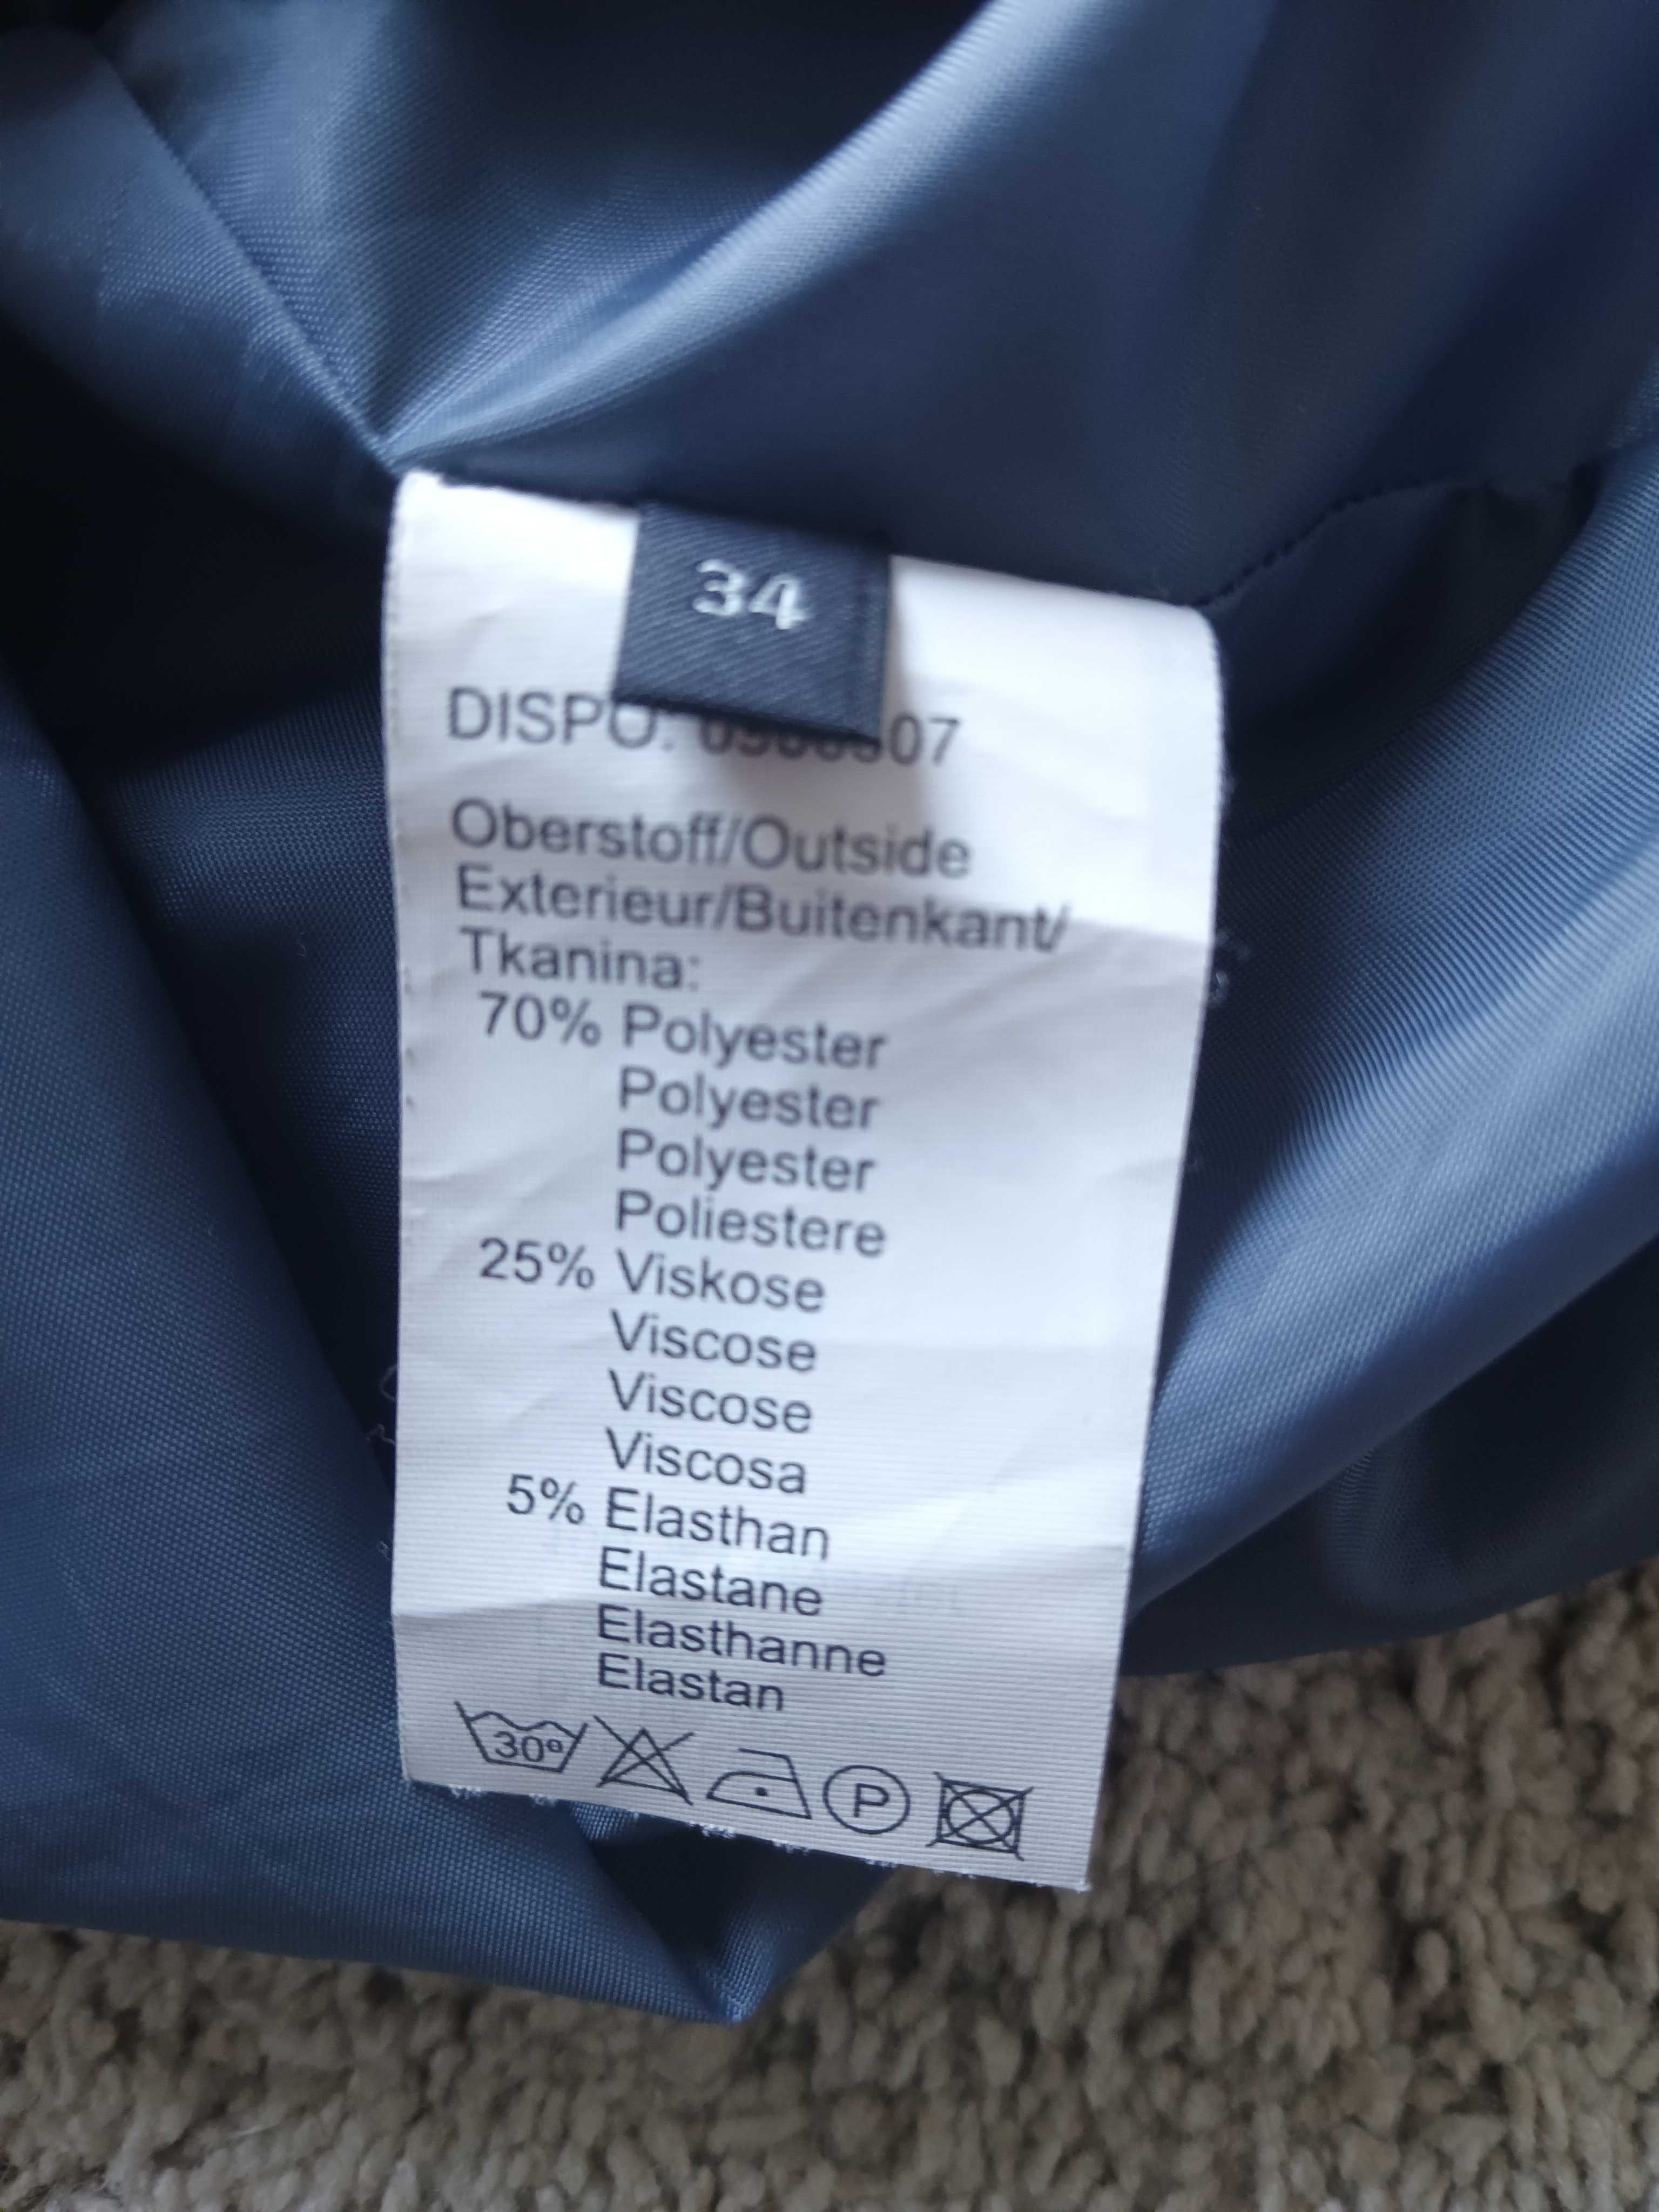 34
DISPO: 07
Oberstoff/Outside
Exterieur/Buitenkant/
Tkanina:
70% Polyester
Polyester
Polyester
Poliestere
25% Viskose
Viscose
Viscose
Viscosa
5% Elasthan
Elastane
Elasthanne
Elastan
30° P